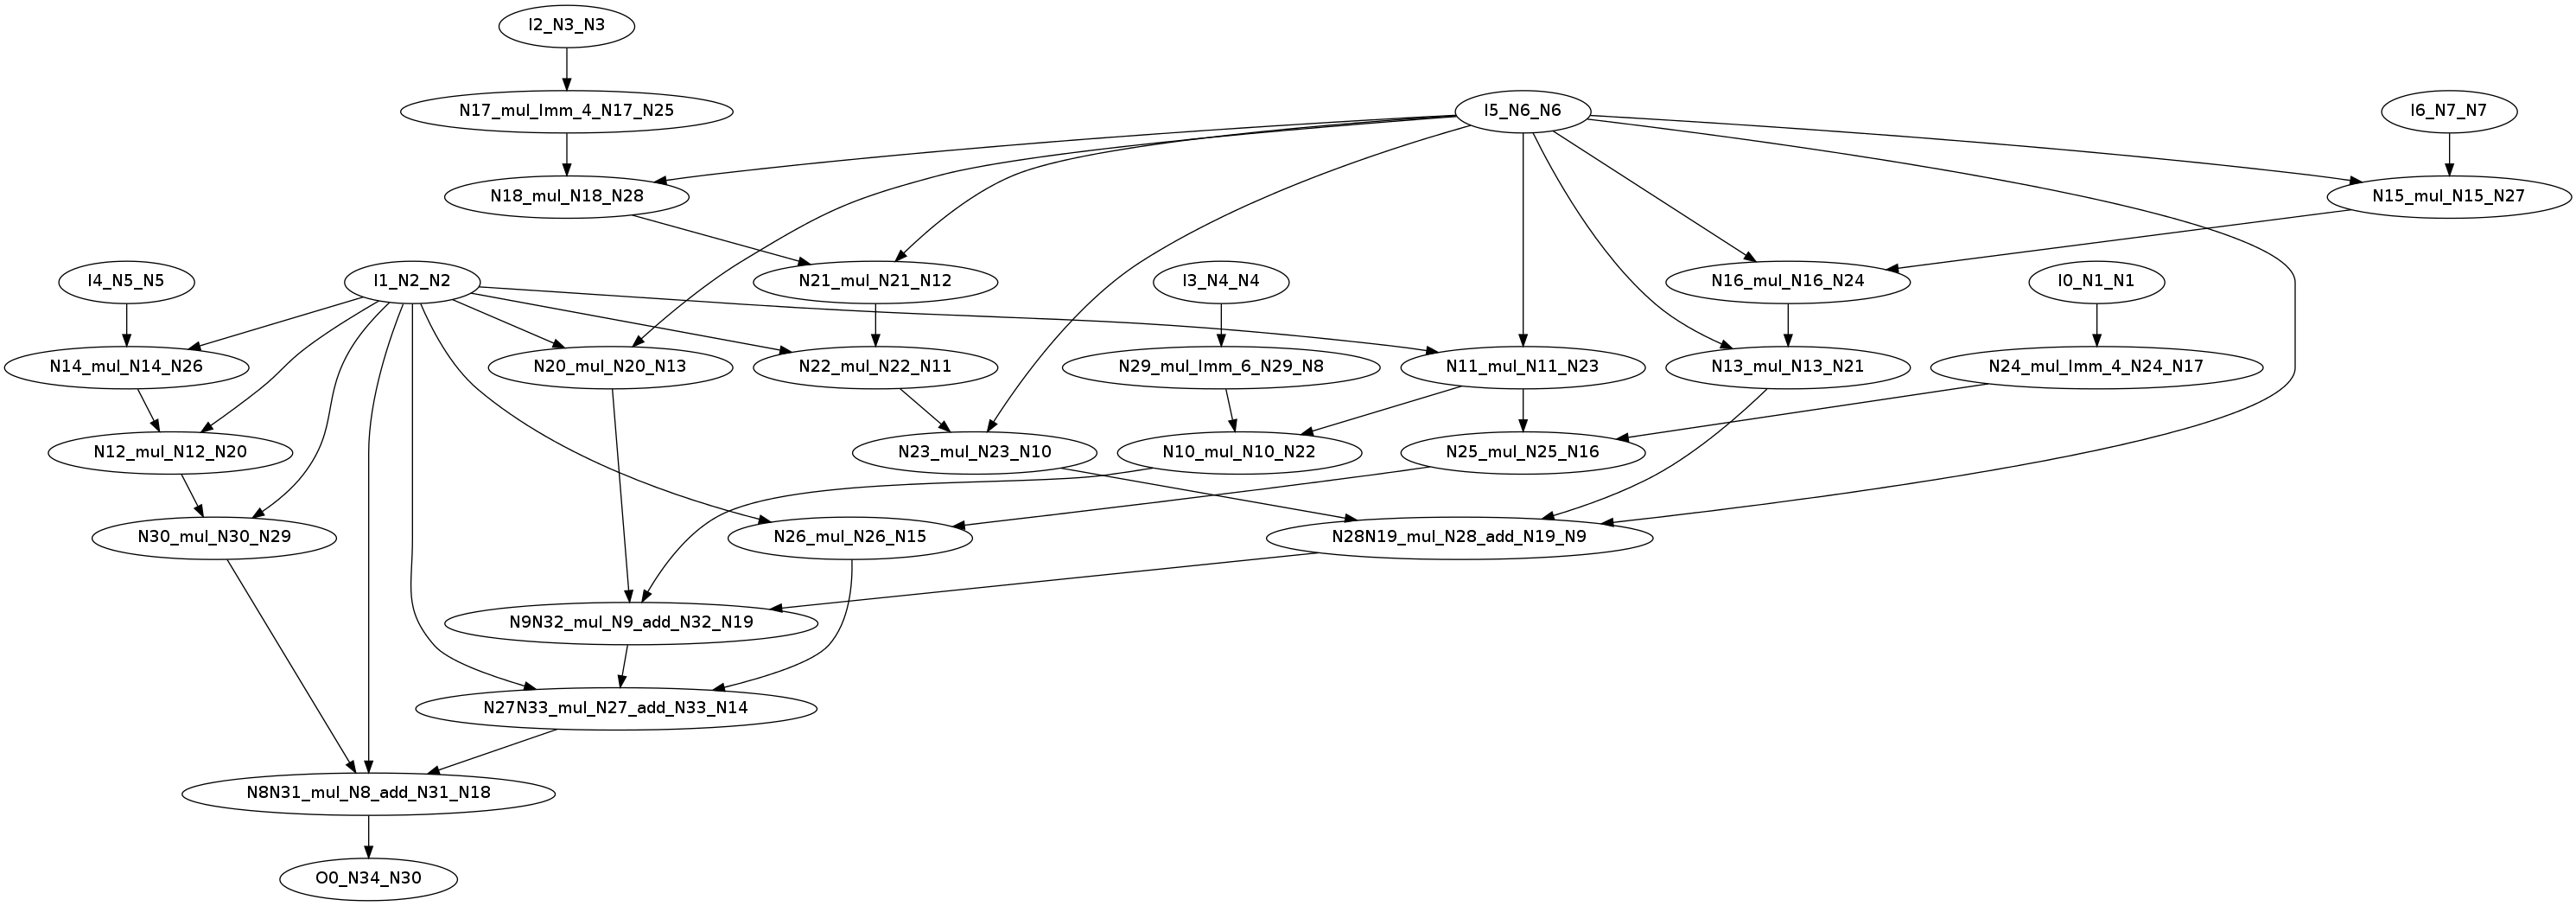 I2_N3_N3
N17_mul_Imm_4_N17_N25
I5_N6_N6
I6_N7_N7
N18_mul_N18_N28
N15_mul_N15_N27
I4_N5_N5
I1_N2_N2
N21_mul_N21_N12
I3_N4_N4
N16_mul_N16_N24
I0_N1_N1
N14_mul_N14_N26
N20_mul_N20_N13
N22_mul_N22_N11
N29_mul_Imm_6_N29_N8
N11_mul_N11_N23
N13_mul_N13_N21
N24_mul_Imm_4_N24_N17
N12_mul_N12_N20
N23_mul_N23_N10
N10_mul_N10_N22
N25_mul_N25_N16
N30_mul_N30_N29
N26_mul_N26_N15
N28N19_mul_N28_add_N19_N9
N9N32_mul_N9_add_N32_N19
N27N33_mul_N27_add_N33_N14
N8N31_mul_N8_add_N31_N18
O0_N34_N30